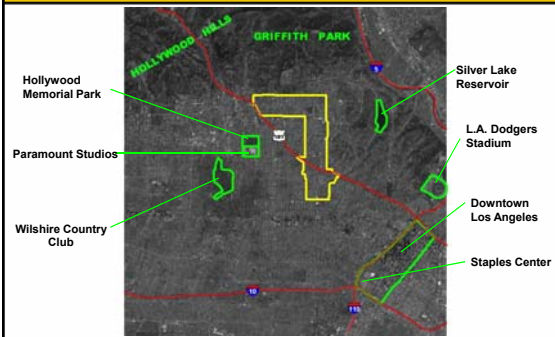 HOLLYWOOD HILLS
GRIFFITH PARK
5
Hollywood
Memorial Park
Silver Lake
Reservoir
Paramount Studios
L.A. Dodgers
Stadium
Wilshire Country
Club
Downtown
Los Angeles
Staples Center
10
110